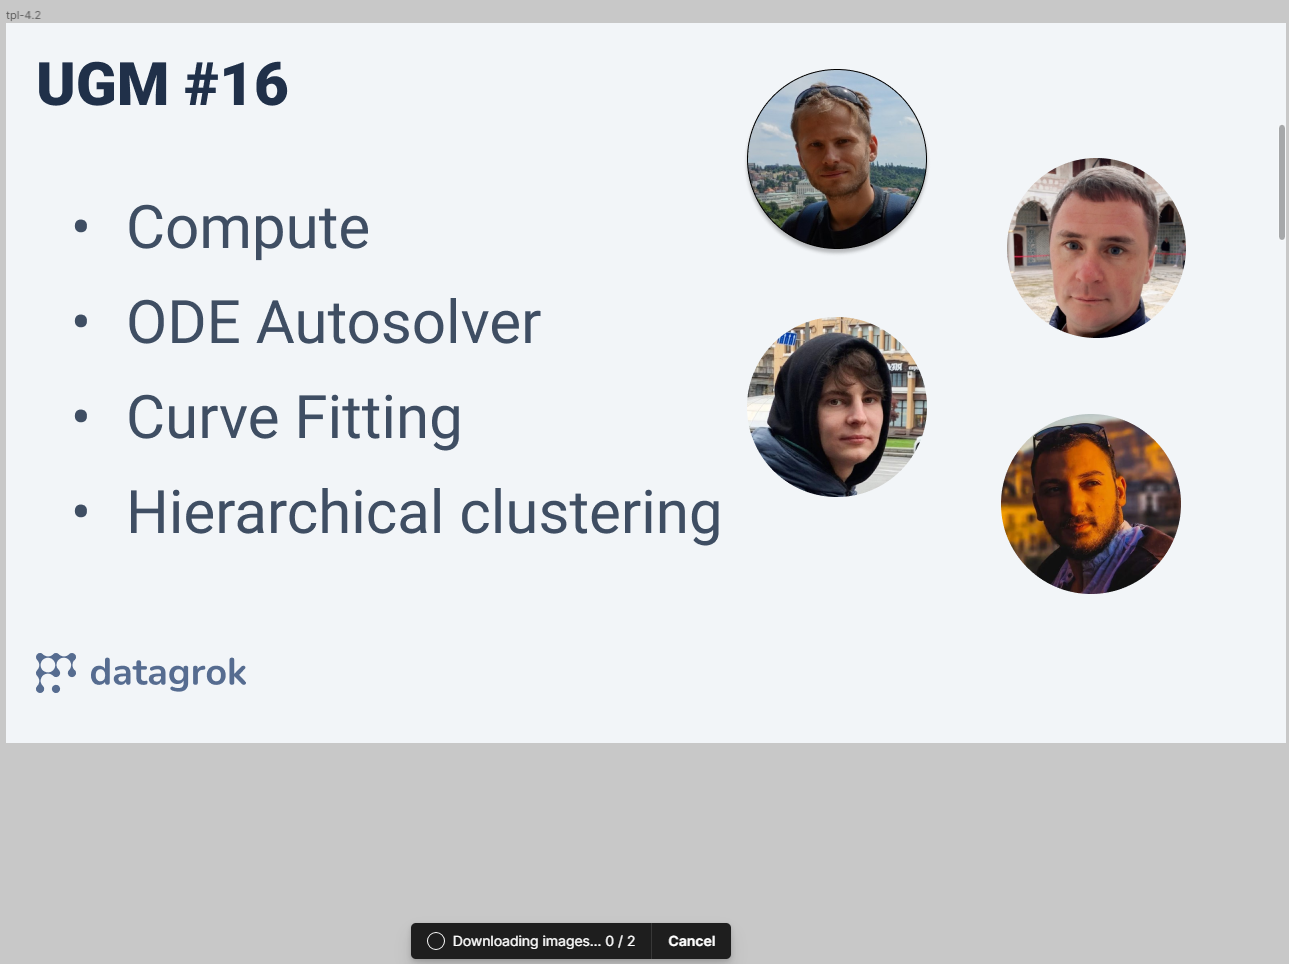 tpl-4.2
UGM #16
• Compute
• ODE Autosolver
• Curve Fitting
• Hierarchical clustering
datagrok
Downloading images... 0 / 2 Cancel